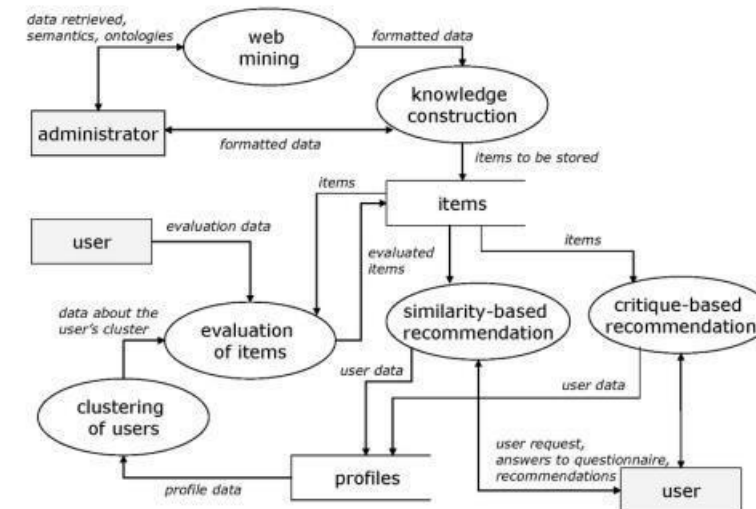 data retrieved,
semantics, ontologies
web
mining
formatted data
knowledge
construction
administrator
formatted data
items to be stored
items
items
user
evaluation data
evaluated
items
items
data about the
user's cluster
evaluation
of items
similarity-based
recommendation
critique-based
recommendation
user data
user data
clustering
of users
profile data
profiles
user request,
answers to questionnaire,
recommendations
user